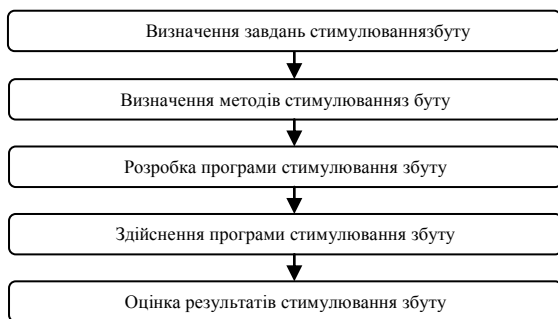 Визначення завдань стимулюваннязбуту
Визначення методів стимулюванняз буту
Розробка програми стимулювання збуту
Здійснення програми стимулювання збуту
Оцінка результатів стимулювання збуту